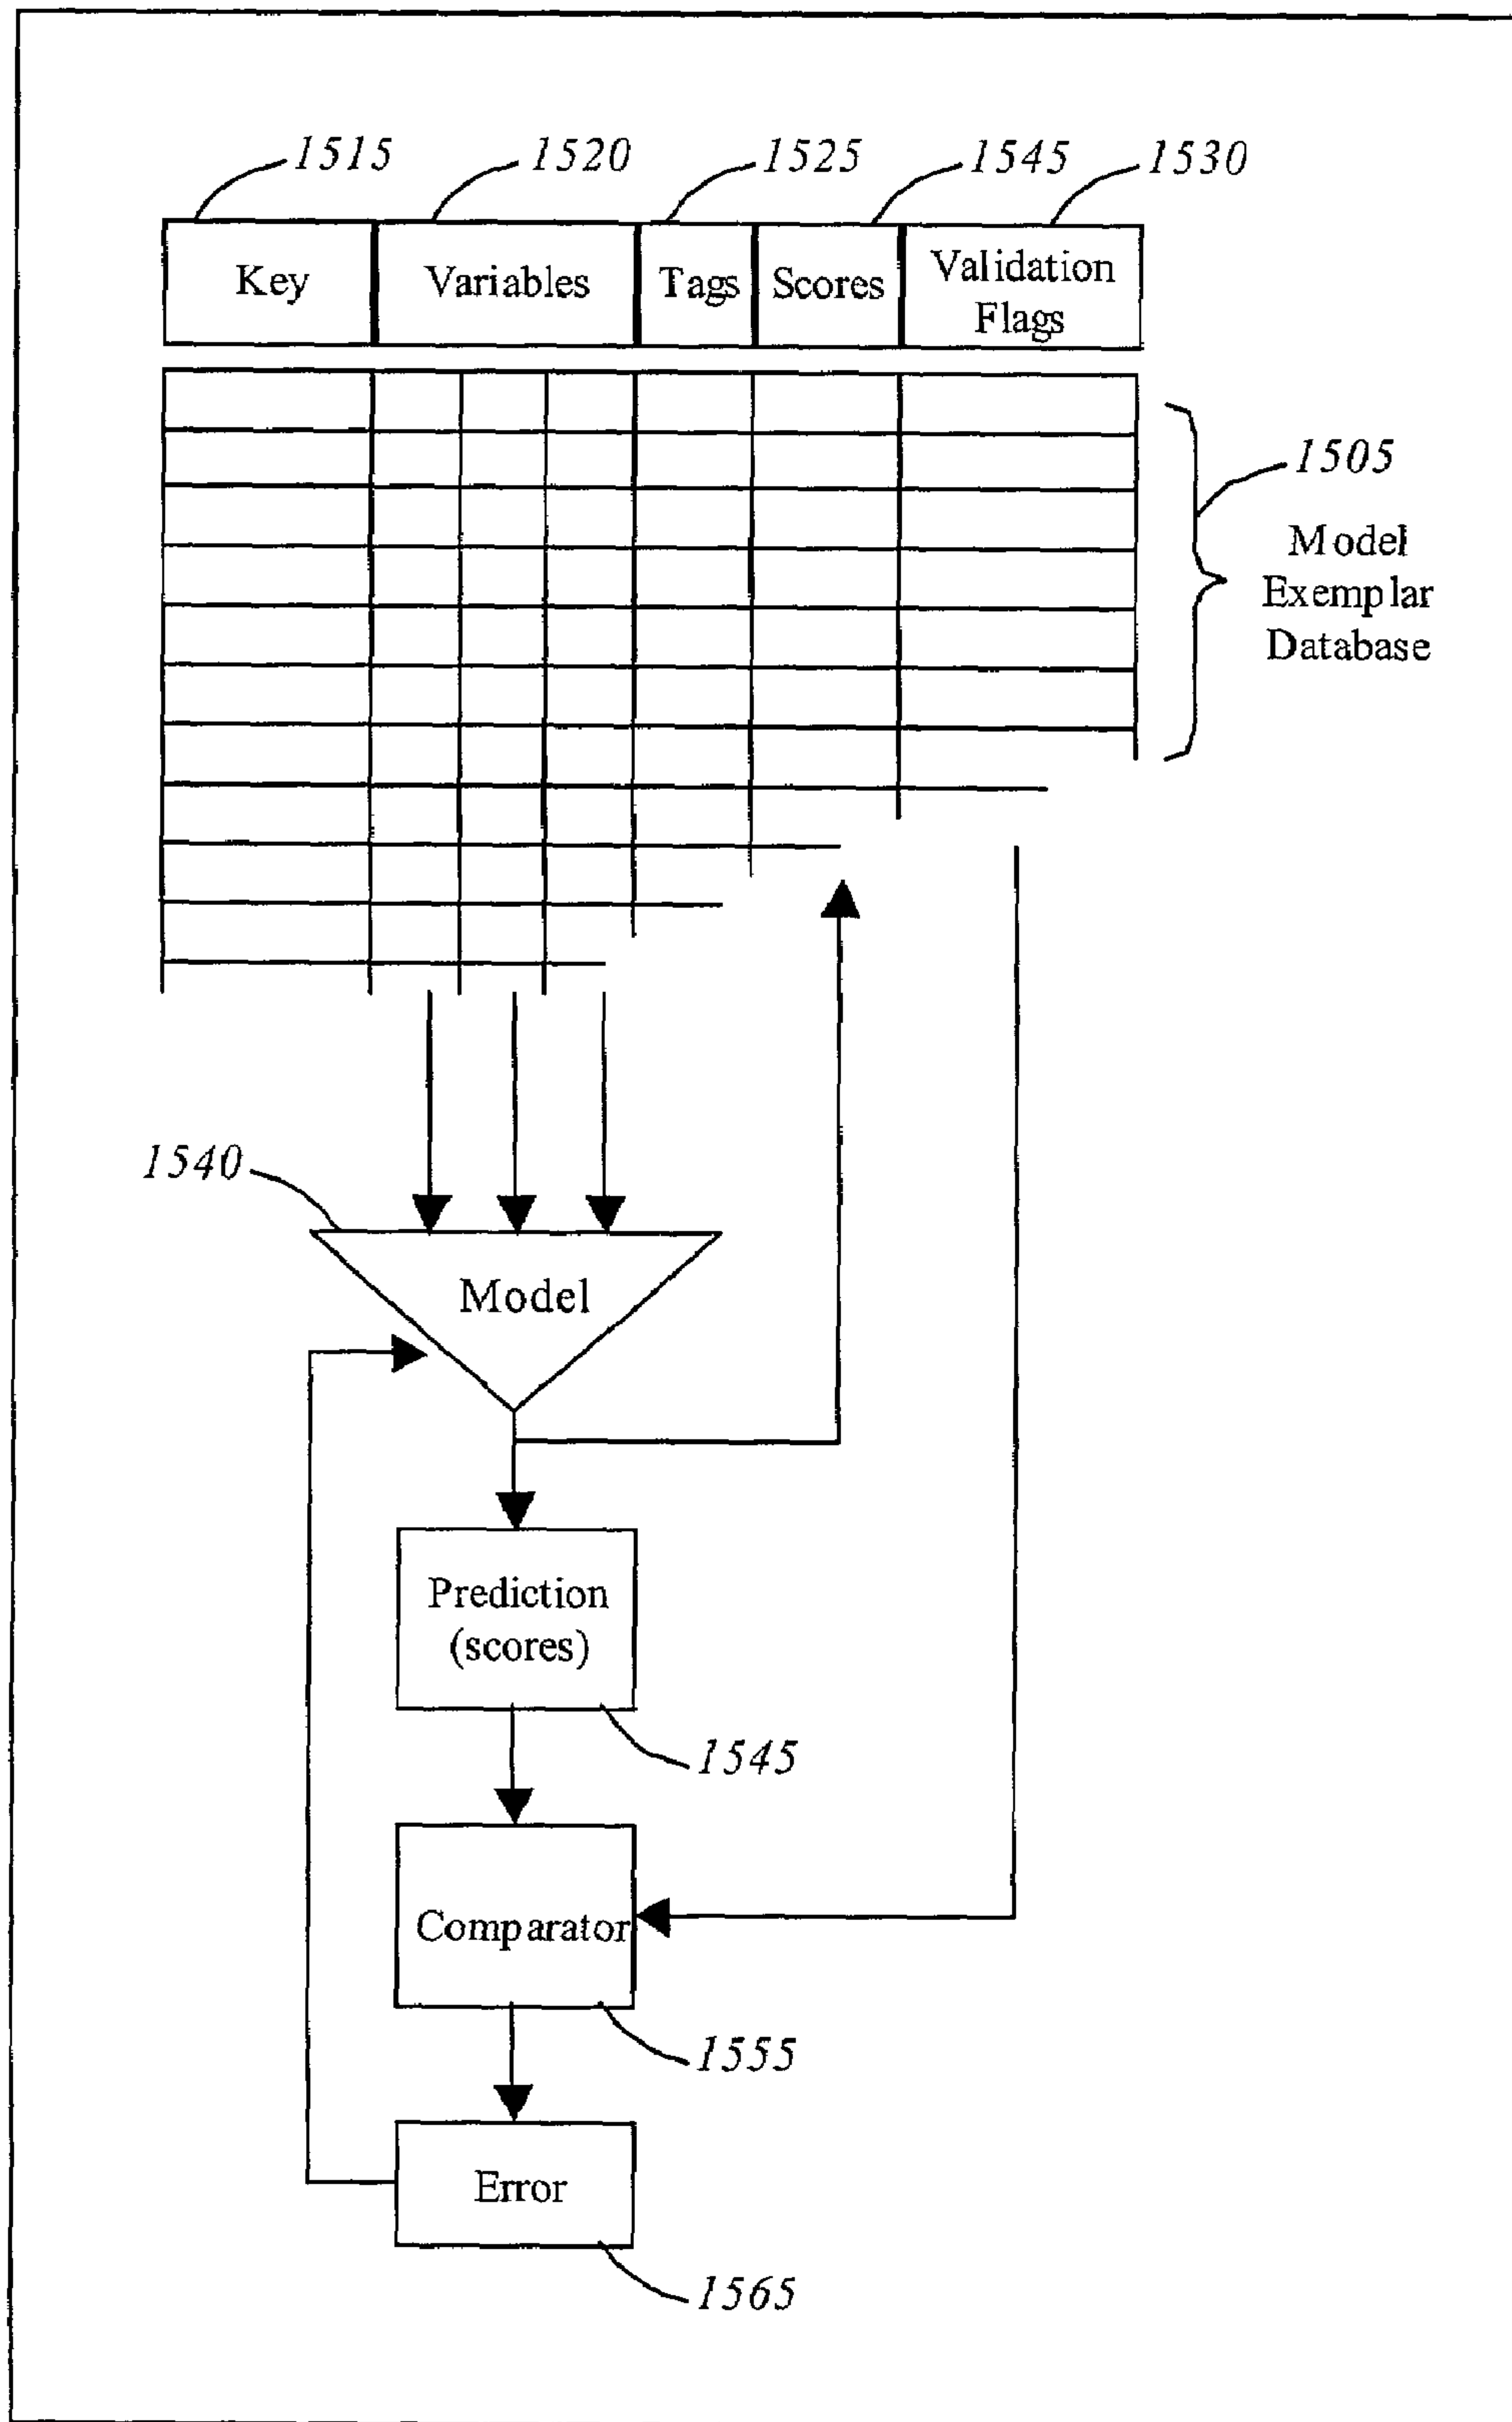 1515
1520
1525
1545
1530
Key
Variables
Tags
Scores
Validation
Flags
1505
Model
Exemplar
Database
1540
Model
Prediction
(scores)
1545
Comparator
1555
Error
1565